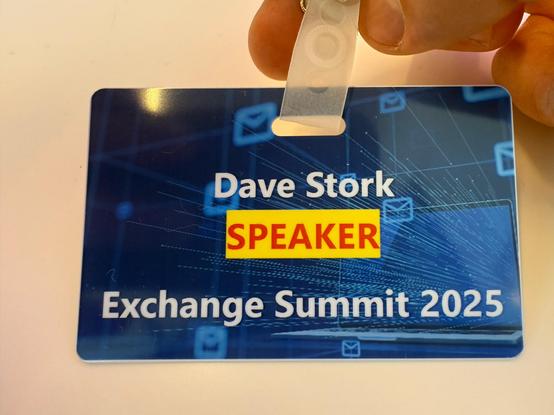 Dave Stork
SPEAKER
Exchange Summit 2025